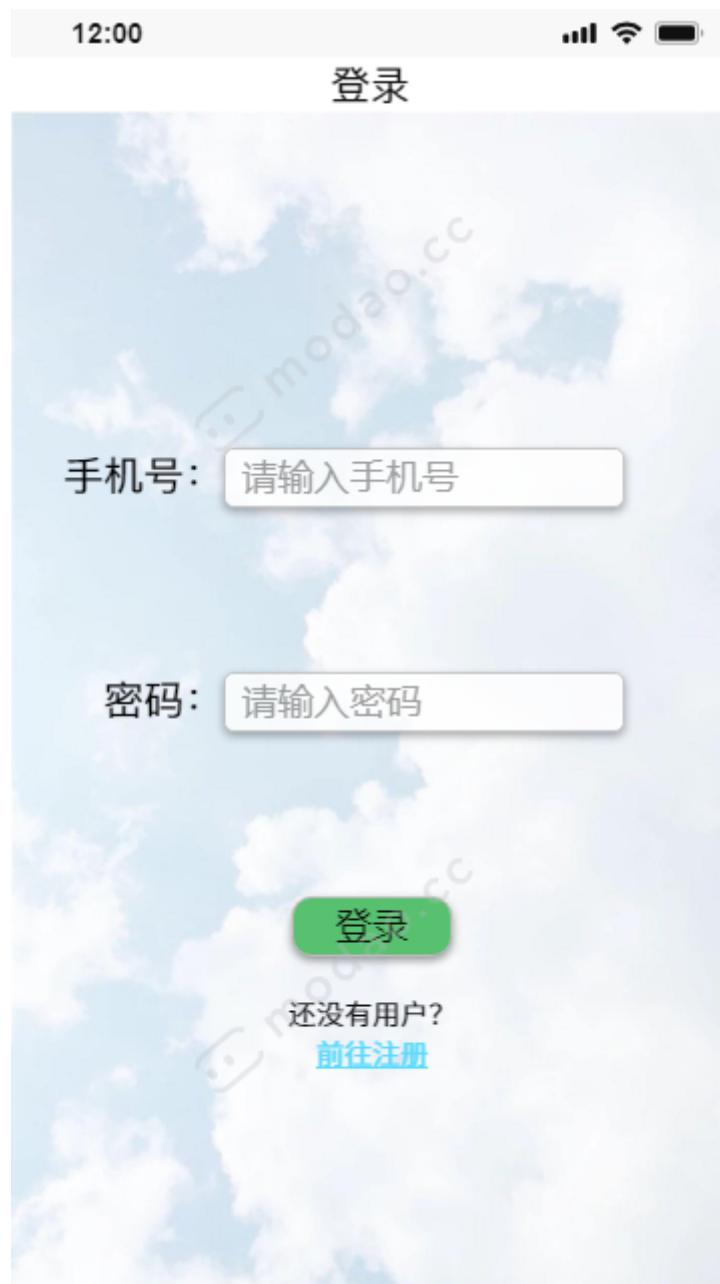 12:00
登录
modao.cc
手机号： 请输入手机号
密码： 请输入密码
登录
modao.cc
还没有用户？
前往注册